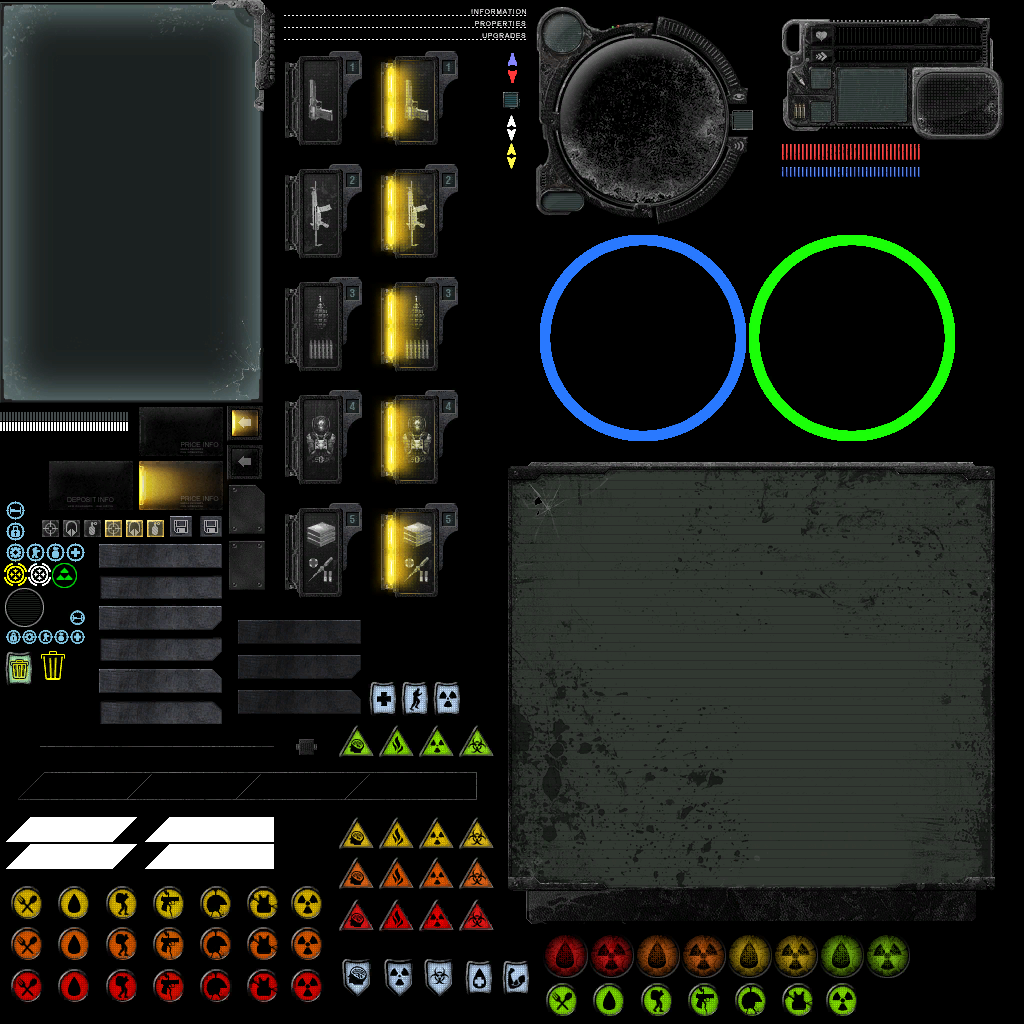 INFORMATION
PROPERTIES
UPGRADES
1
1
2
2
3
3
4
4
5
5
PRICE INFO
DEPOSIT INFO
PRICE INFO